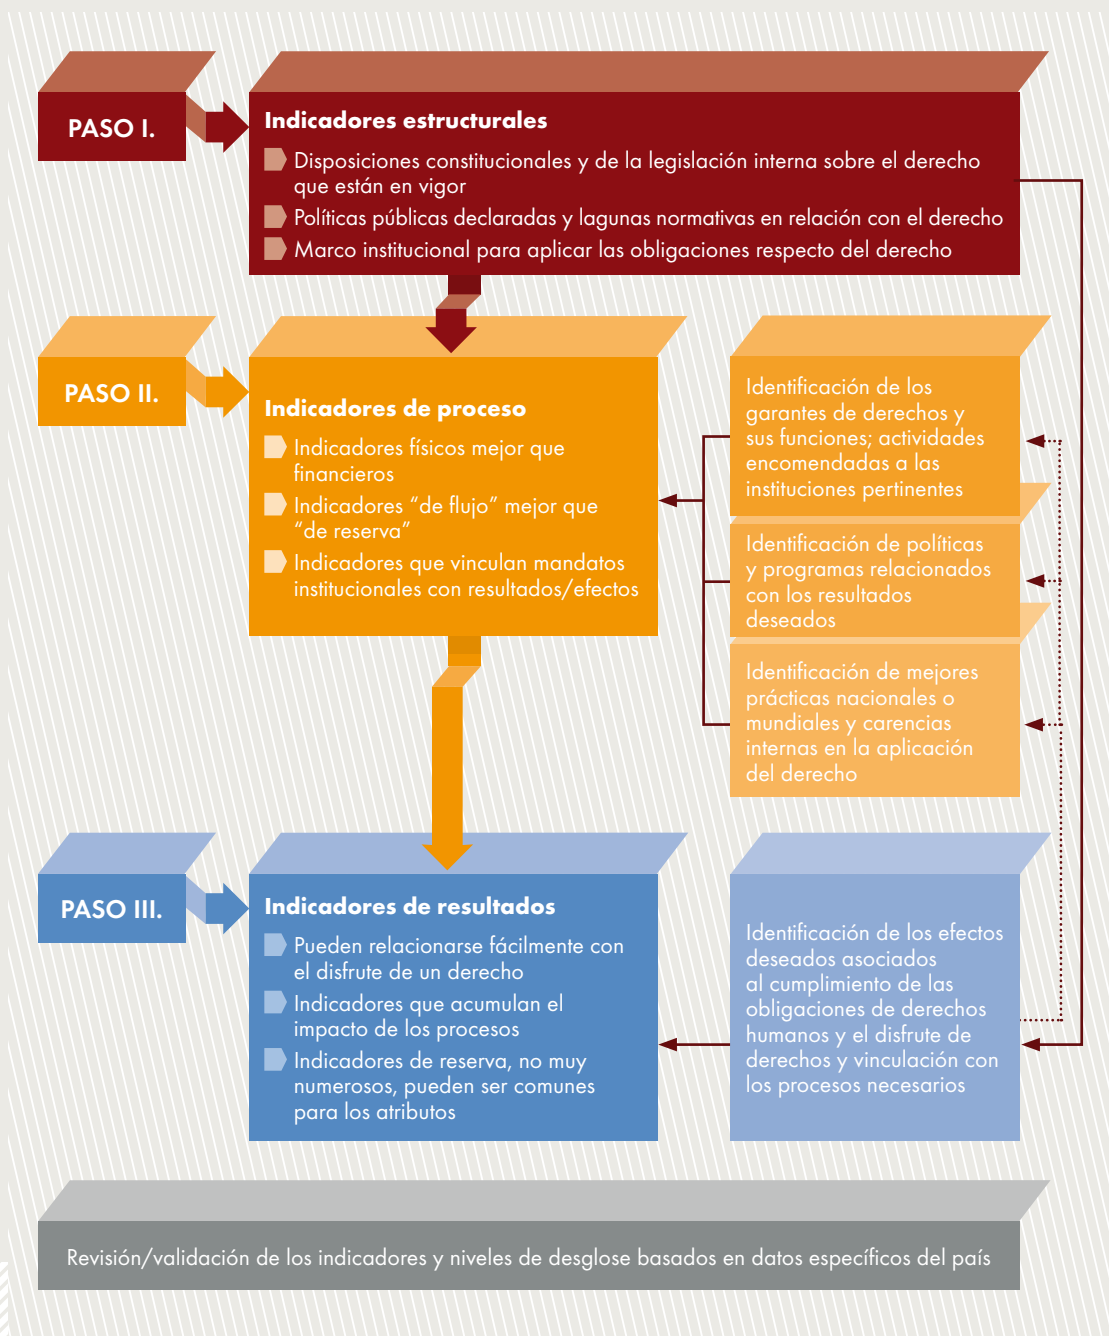 PASO I.
Indicadores estructurales
Disposiciones constitucionales y de la legislación interna sobre el derecho
que están en vigor
Políticas públicas declaradas y lagunas normativas en relación con el derecho
Marco institucional para aplicar las obligaciones respecto del derecho
PASO II.
Indicadores de proceso
Indicadores físicos mejor que
financieros
Indicadores “de flujo” mejor que
“de reserva”
Indicadores que vinculan mandatos
institucionales con resultados/efectos
Identificación de los
garantes de derechos y
sus funciones; actividades
encomendadas a las
instituciones pertinentes
Identificación de políticas
y programas relacionados
con los resultados
deseados
Identificación de mejores
prácticas nacionales o
mundiales y carencias
internas en la aplicación
del derecho
PASO III.
Indicadores de resultados
Pueden relacionarse fácilmente con
el disfrute de un derecho
Indicadores que acumulan el
impacto de los procesos
Indicadores de reserva, no muy
numerosos, pueden ser comunes
para los atributos
Identificación de los efectos
deseados asociados
al cumplimiento de las
obligaciones de derechos
humanos y el disfrute de
derechos y vinculación con
los procesos necesarios
Revisión/validación de los indicadores y niveles de desglose basados en datos específicos del país